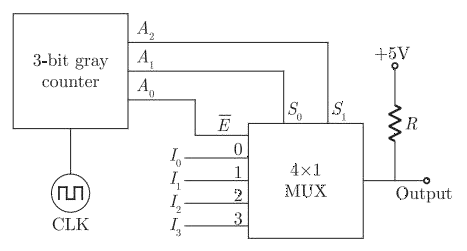 3-bit gray
counter
A₂
A₁
A₀
+5V
E̅
S₀
S₁
R
I₀
0
I₁
1
I₂
2
I₃
3
4×1
MUX
Output
CLK